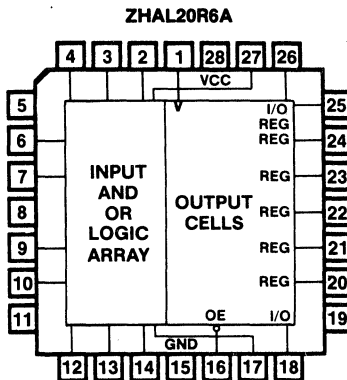 ZHAL20R6A
4 3 2 1 28 27 26
VCC
5 I/O 25
REG
6 REG 24
7 INPUT AND OR LOGIC ARRAY OUTPUT CELLS REG 23
8 REG 22
9 REG 21
10 REG 20
11 OE I/O 19
GND
12 13 14 15 16 17 18